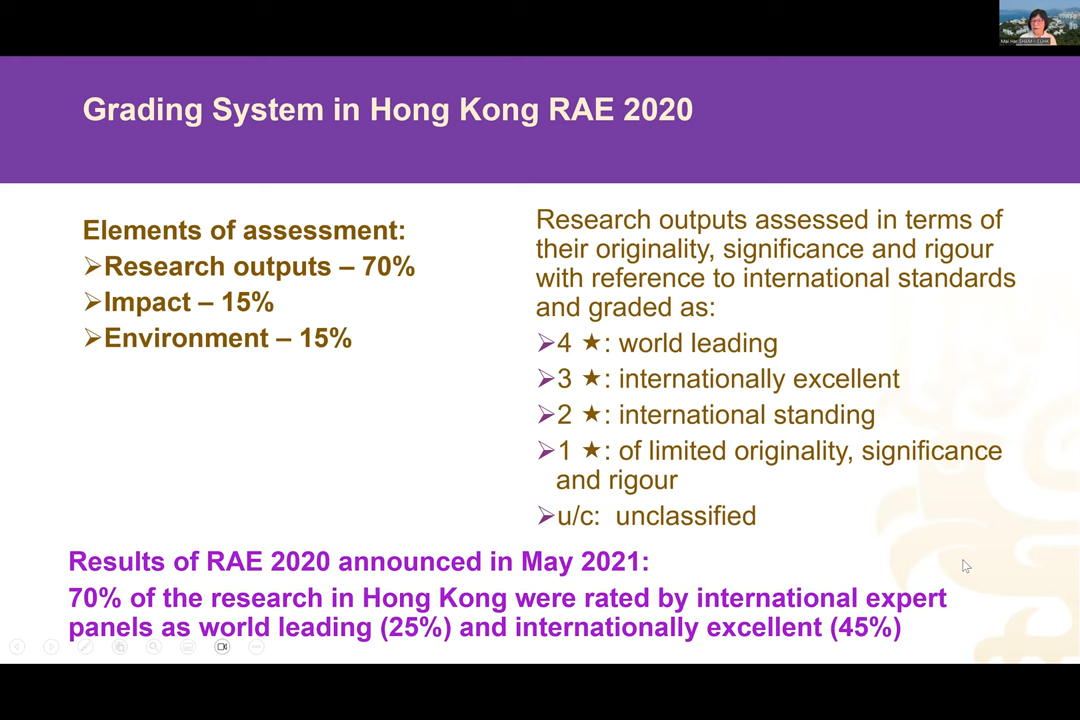 Grading System in Hong Kong RAE 2020
Elements of assessment:
➢Research outputs – 70%
➢Impact – 15%
➢Environment – 15%
Research outputs assessed in terms of
their originality, significance and rigour
with reference to international standards
and graded as:
➢4 ★: world leading
➢3 ★: internationally excellent
➢2 ★: international standing
➢1 ★: of limited originality, significance
and rigour
➢u/c: unclassified
Results of RAE 2020 announced in May 2021:
70% of the research in Hong Kong were rated by international expert
panels as world leading (25%) and internationally excellent (45%)